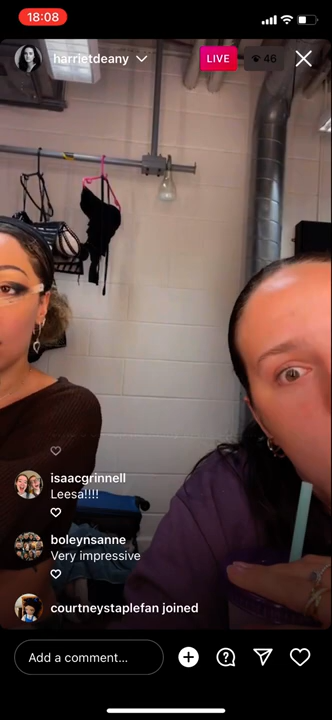 18:08
harrietdeany
LIVE
46
isaacgrinnell
Leesa!!!!
boleynsanne
Very impressive
courtneystaplefan joined
Add a comment...